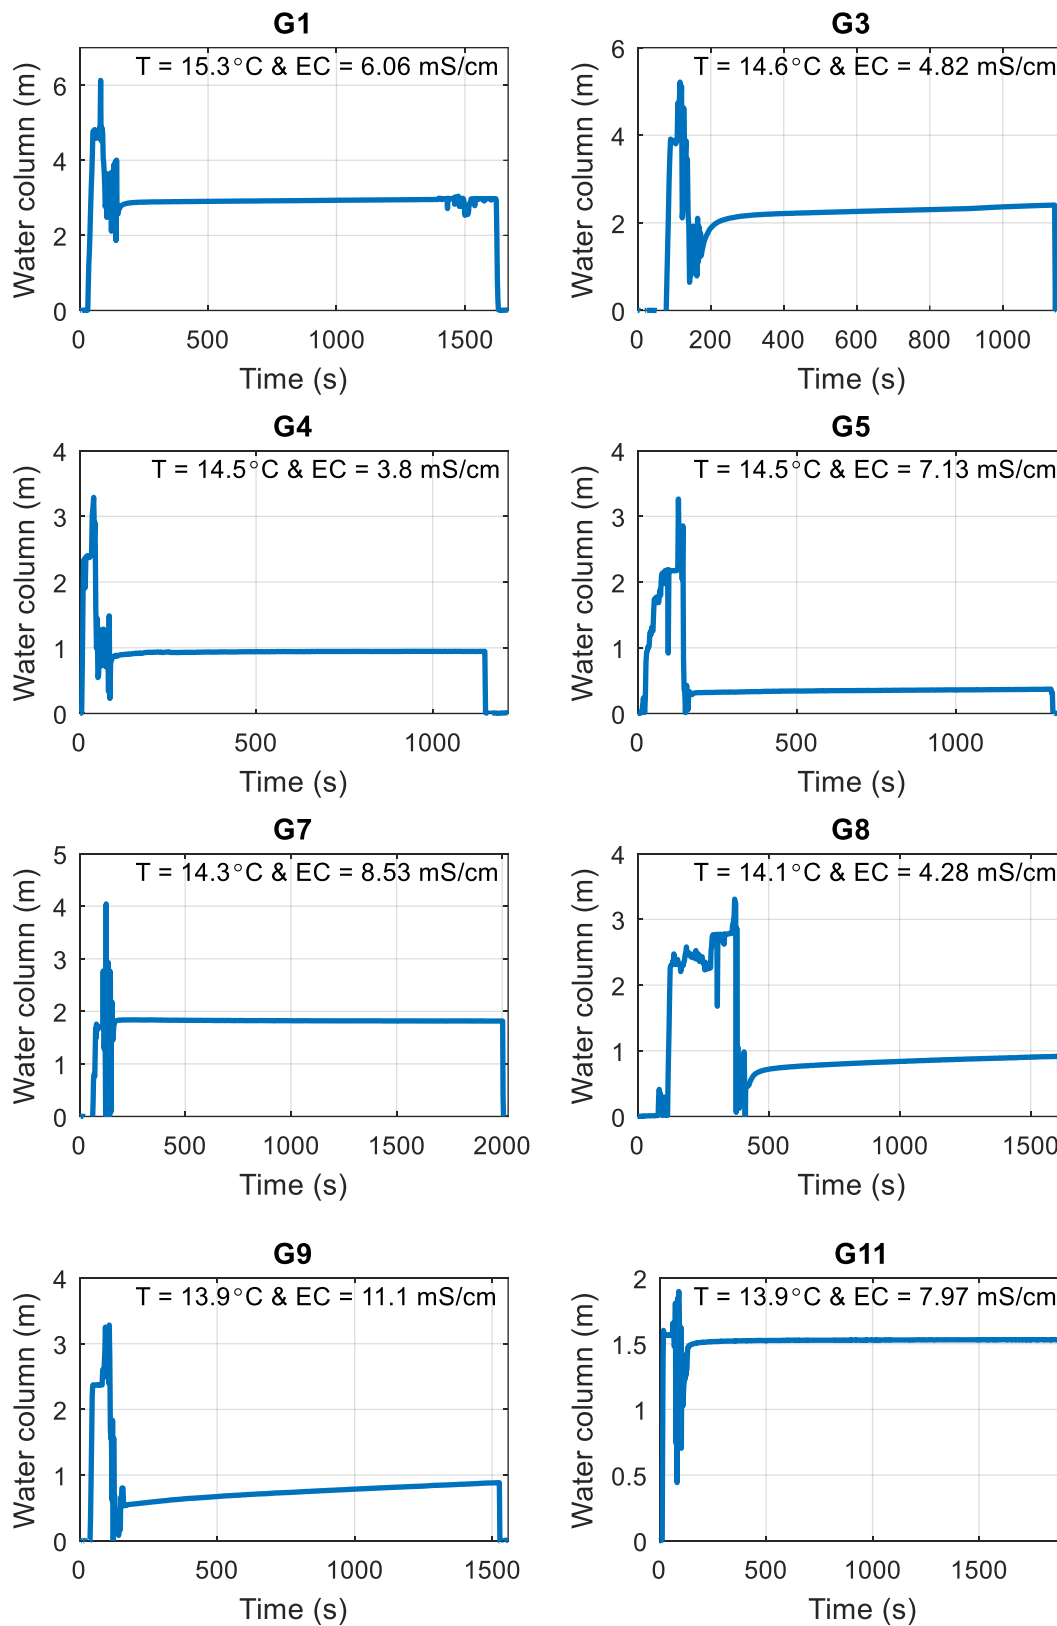 G1
T = 15.3°C & EC = 6.06 mS/cm
Water column (m)
6
4
2
0
0 500 1000 1500
Time (s)
G3
T = 14.6°C & EC = 4.82 mS/cm
Water column (m)
6
4
2
0
0 200 400 600 800 1000
Time (s)
G4
T = 14.5°C & EC = 3.8 mS/cm
Water column (m)
4
3
2
1
0
0 500 1000
Time (s)
G5
T = 14.5°C & EC = 7.13 mS/cm
Water column (m)
4
3
2
1
0
0 500 1000
Time (s)
G7
T = 14.3°C & EC = 8.53 mS/cm
Water column (m)
5
4
3
2
1
0
0 500 1000 1500 2000
Time (s)
G8
T = 14.1°C & EC = 4.28 mS/cm
Water column (m)
4
3
2
1
0
0 500 1000 1500
Time (s)
G9
T = 13.9°C & EC = 11.1 mS/cm
Water column (m)
4
3
2
1
0
0 500 1000 1500
Time (s)
G11
T = 13.9°C & EC = 7.97 mS/cm
Water column (m)
2
1.5
1
0.5
0
0 500 1000 1500
Time (s)